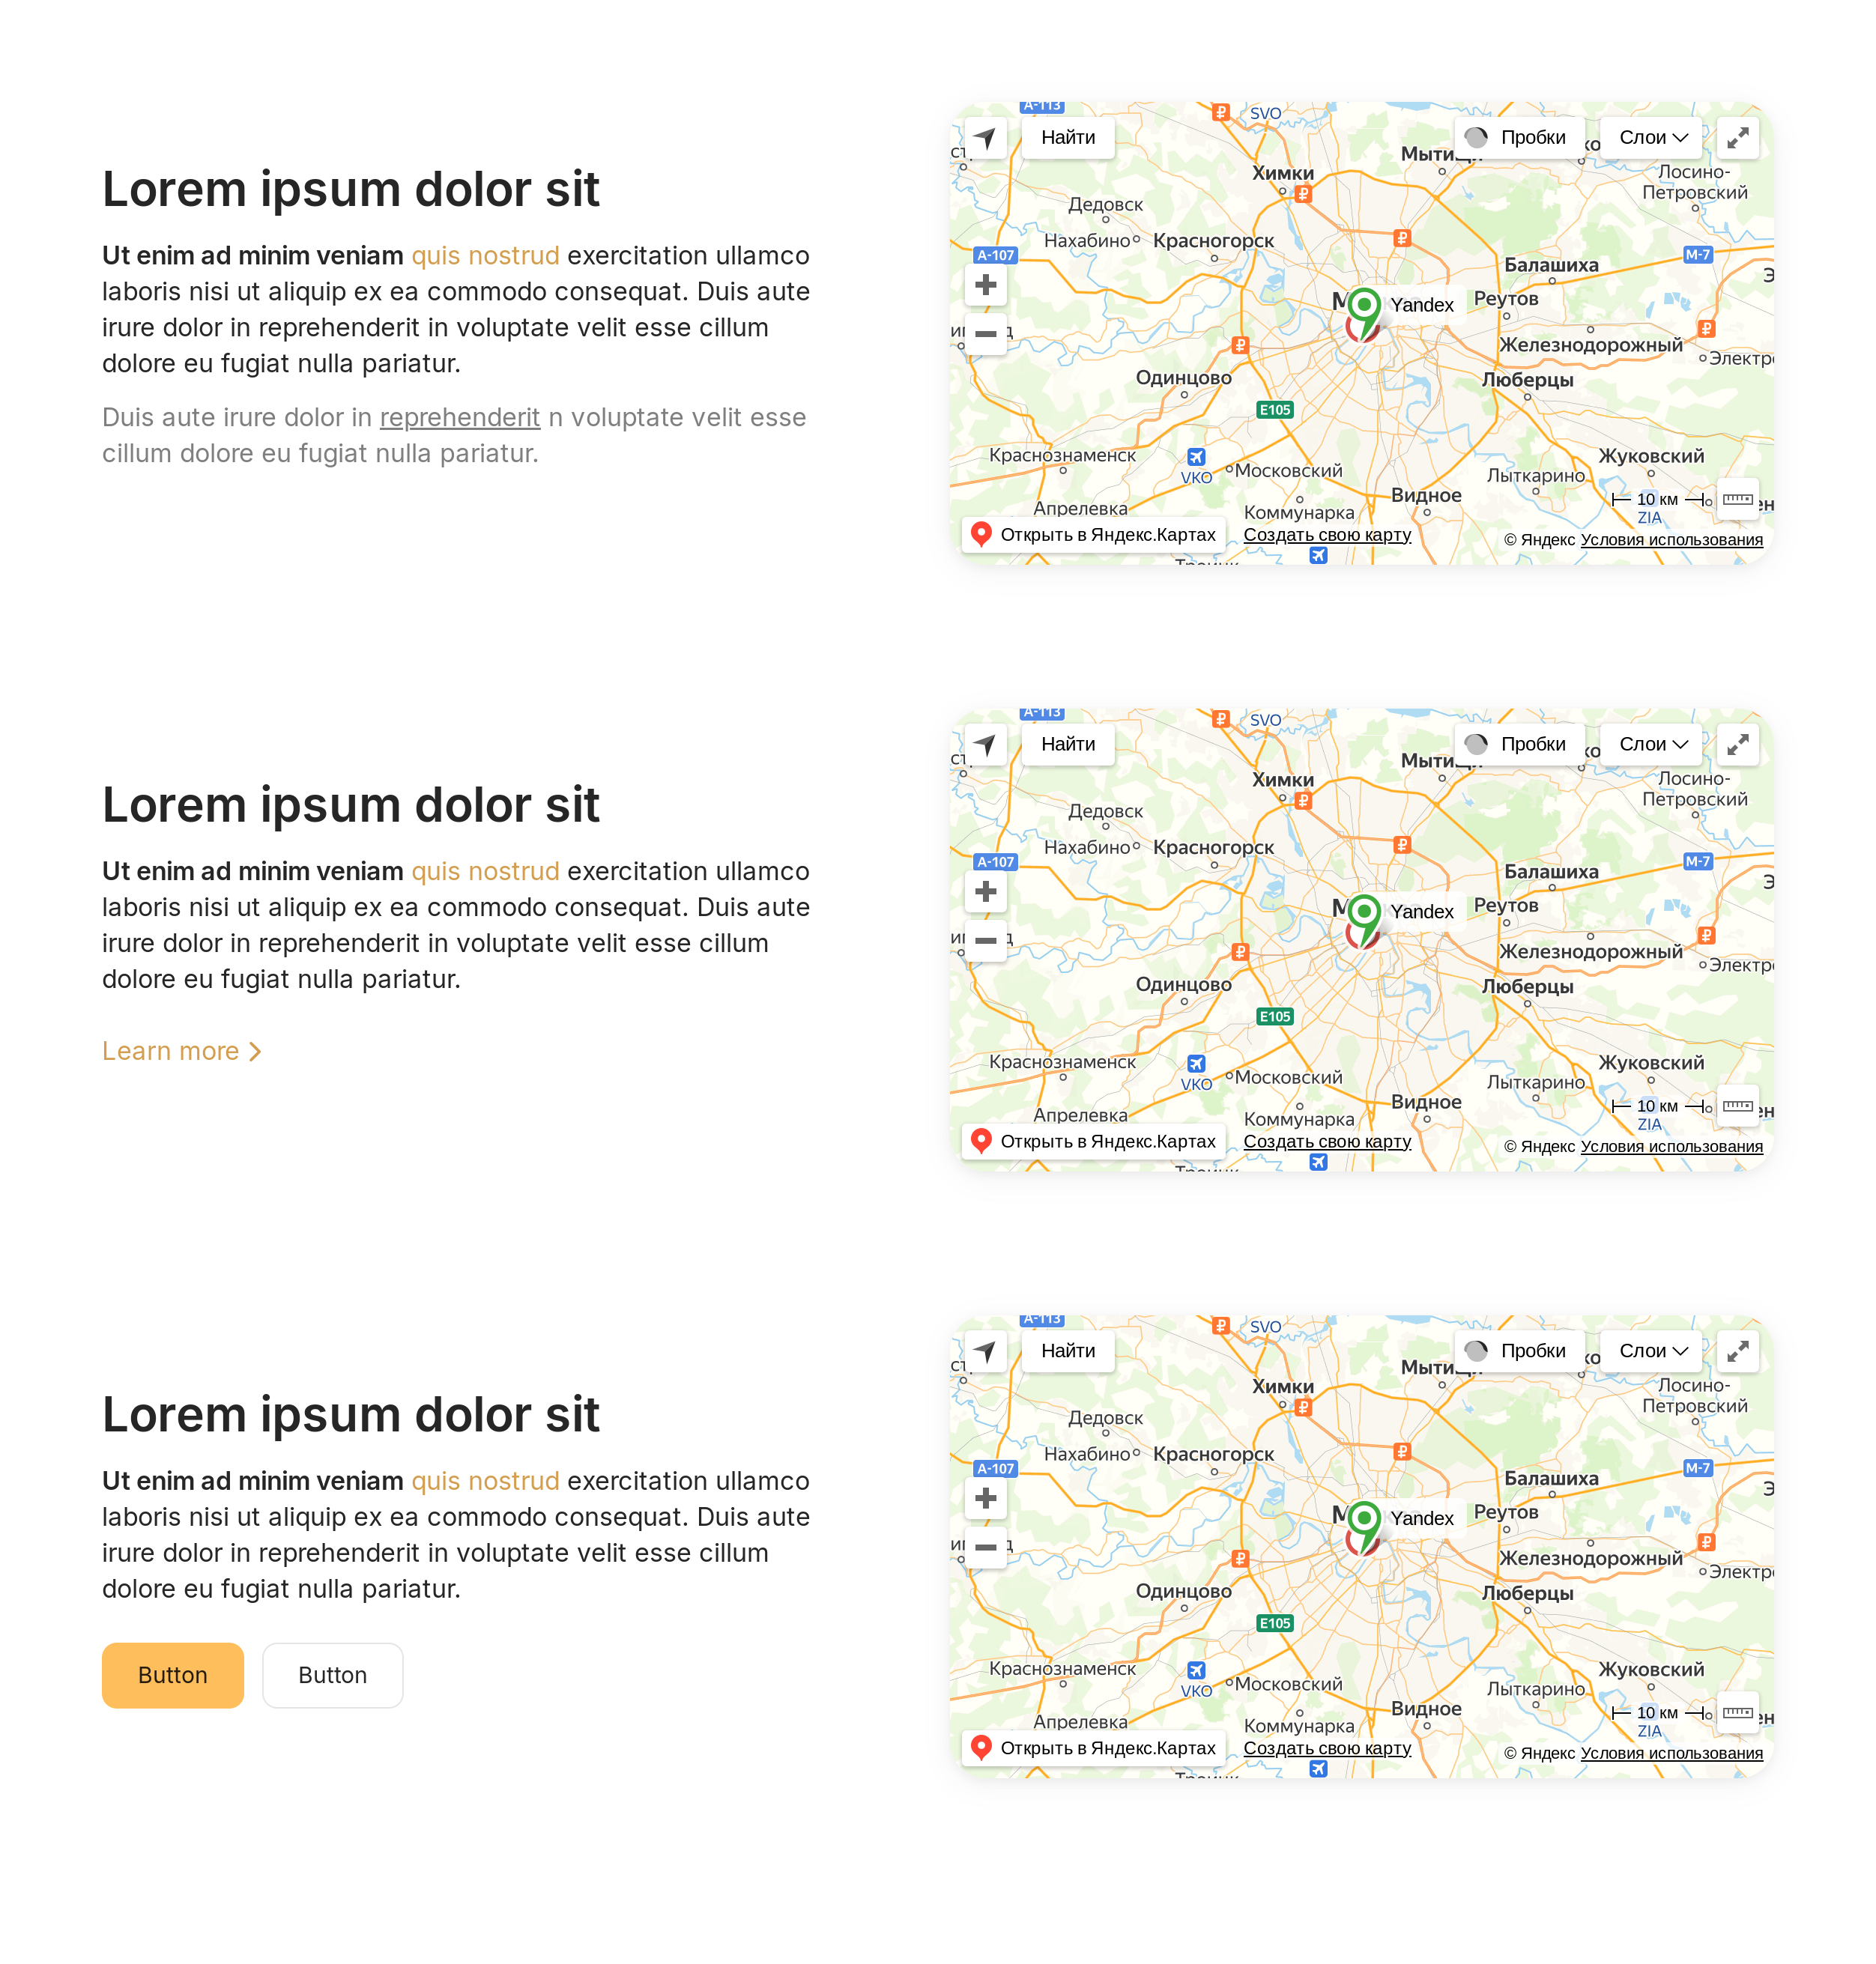 Lorem ipsum dolor sit
Ut enim ad minim veniam quis nostrud exercitation ullamco
laboris nisi ut aliquip ex ea commodo consequat. Duis aute
irure dolor in reprehenderit in voluptate velit esse cillum
dolore eu fugiat nulla pariatur.
Duis aute irure dolor in reprehenderit n voluptate velit esse
cillum dolore eu fugiat nulla pariatur.
A-113
SVO
Найти
Пробки
Слои
Химки
Лосино-
Петровский
Дедовск
Нахабино
Красногорск
A-107
M-7
Балашиха
Yandex
Реутов
Железнодорожный
Одинцово
Люберцы
E105
Краснознаменск
VKO
Московский
Жуковский
Лыткарино
Видное
Апрелевка
Коммунарка
10 км
ZIA
Открыть в Яндекс.Картах
Создать свою карту
© Яндекс Условия использования
Lorem ipsum dolor sit
Ut enim ad minim veniam quis nostrud exercitation ullamco
laboris nisi ut aliquip ex ea commodo consequat. Duis aute
irure dolor in reprehenderit in voluptate velit esse cillum
dolore eu fugiat nulla pariatur.
Learn more
A-113
SVO
Найти
Пробки
Слои
Химки
Лосино-
Петровский
Дедовск
Нахабино
Красногорск
A-107
M-7
Балашиха
Yandex
Реутов
Железнодорожный
Одинцово
Люберцы
E105
Краснознаменск
VKO
Московский
Жуковский
Лыткарино
Видное
Апрелевка
Коммунарка
10 км
ZIA
Открыть в Яндекс.Картах
Создать свою карту
© Яндекс Условия использования
Lorem ipsum dolor sit
Ut enim ad minim veniam quis nostrud exercitation ullamco
laboris nisi ut aliquip ex ea commodo consequat. Duis aute
irure dolor in reprehenderit in voluptate velit esse cillum
dolore eu fugiat nulla pariatur.
Button
Button
A-113
SVO
Найти
Пробки
Слои
Химки
Лосино-
Петровский
Дедовск
Нахабино
Красногорск
A-107
M-7
Балашиха
Yandex
Реутов
Железнодорожный
Одинцово
Люберцы
E105
Краснознаменск
VKO
Московский
Жуковский
Лыткарино
Видное
Апрелевка
Коммунарка
10 км
ZIA
Открыть в Яндекс.Картах
Создать свою карту
© Яндекс Условия использования